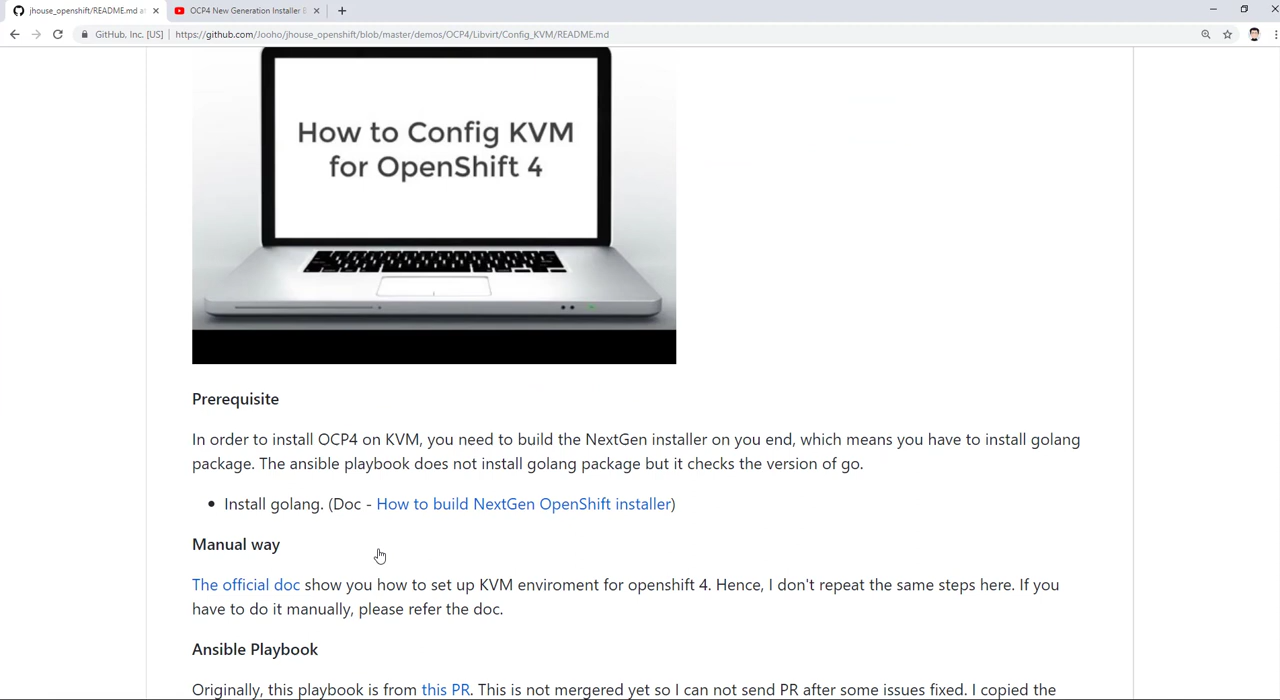 jhouse_openshift/README.md at
OCP4 New Generation Installer
GitHub, Inc. [US]
https://github.com/Jooho/jhouse_openshift/blob/master/demos/OCP4/Libvirt/Config_KVM/README.md
How to Config KVM
for OpenShift 4
Prerequisite
In order to install OCP4 on KVM, you need to build the NextGen installer on you end, which means you have to install golang
package. The ansible playbook does not install golang package but it checks the version of go.
• Install golang. (Doc - How to build NextGen OpenShift installer)
Manual way
The official doc show you how to set up KVM enviroment for openshift 4. Hence, I don't repeat the same steps here. If you
have to do it manually, please refer the doc.
Ansible Playbook
Originally, this playbook is from this PR. This is not mergered yet so I can not send PR after some issues fixed. I copied the